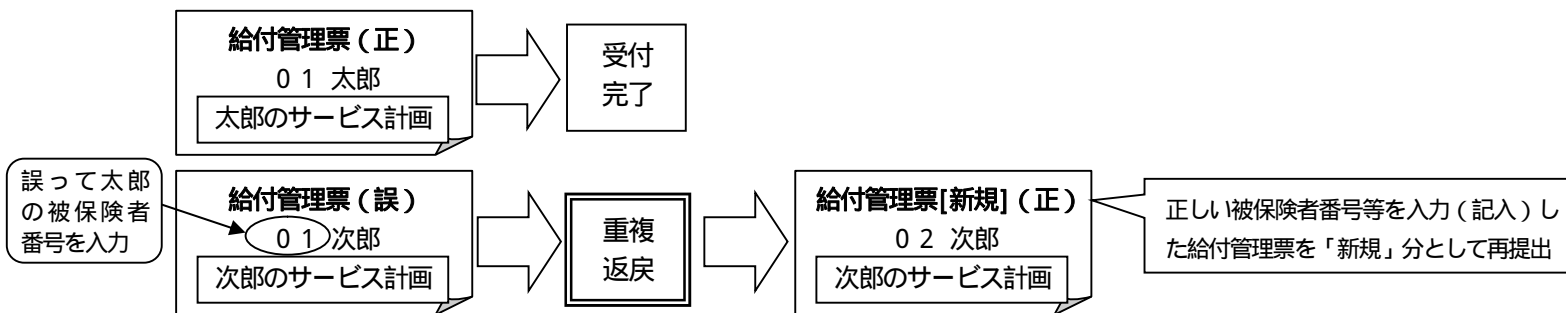 給付管理票（正）
０１ 太郎
太郎のサービス計画
受付
完了
誤って太郎
の被保険者
番号を入力
給付管理票（誤）
０１次郎
次郎のサービス計画
重複
返戻
給付管理票[新規]（正）
０２ 次郎
次郎のサービス計画
正しい被保険者番号等を入力（記入）し
た給付管理票を「新規」分として再提出